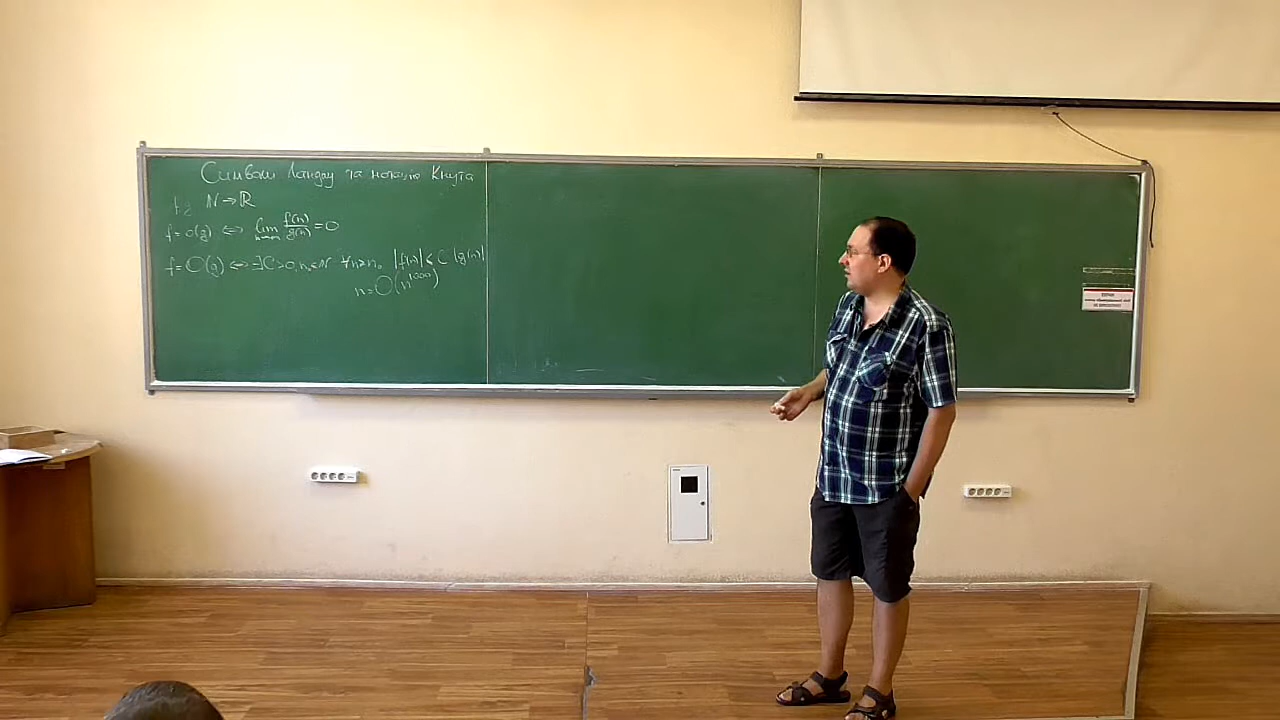 Символи Ландау та нотація Кнута
f, g N → ℝ
f = o(g) ⇔ lim n→∞ f(n)/g(n) = 0
f = O(g) ⇔ ∃C>0, n₀∈N ∀n≥n₀ |f(n)| ≤ C |g(n)|
n = O(n^1000)